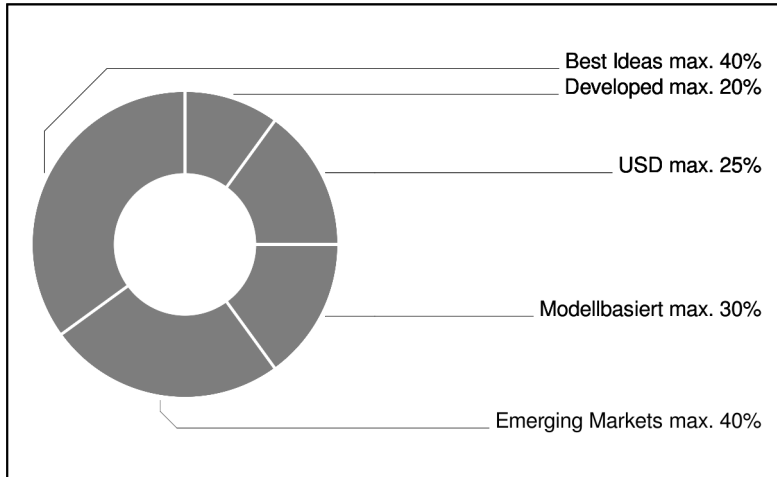 Best Ideas max. 40%
Developed max. 20%
USD max. 25%
Modellbasiert max. 30%
Emerging Markets max. 40%